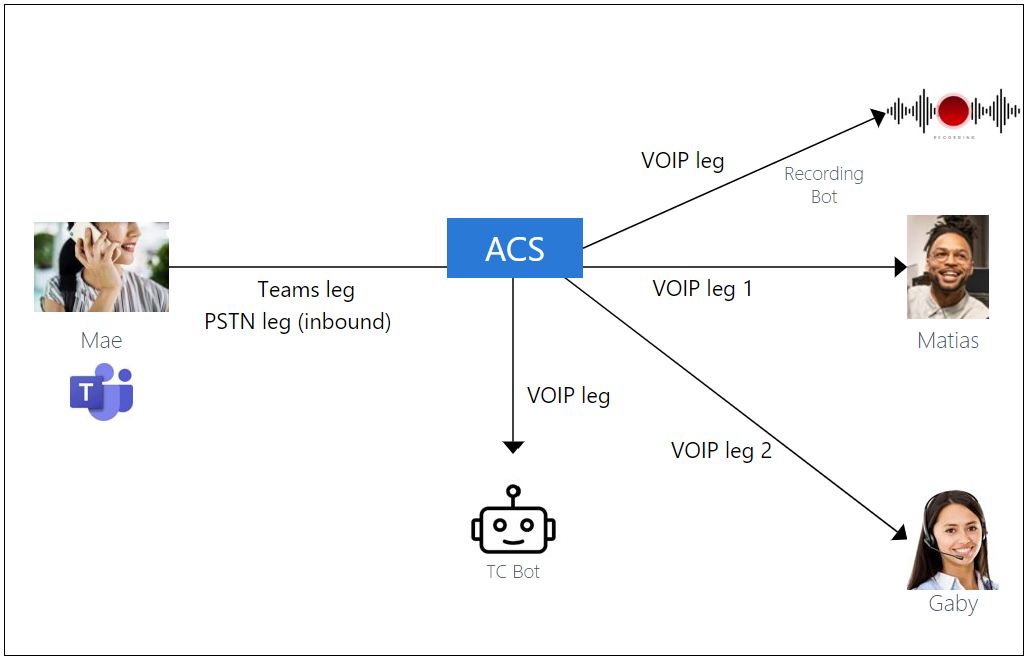 RECORDING
VOIP leg
Recording
Bot
ACS
Teams leg
PSTN leg (inbound)
VOIP leg 1
Mae
Matias
T
VOIP leg
VOIP leg 2
TC Bot
Gaby